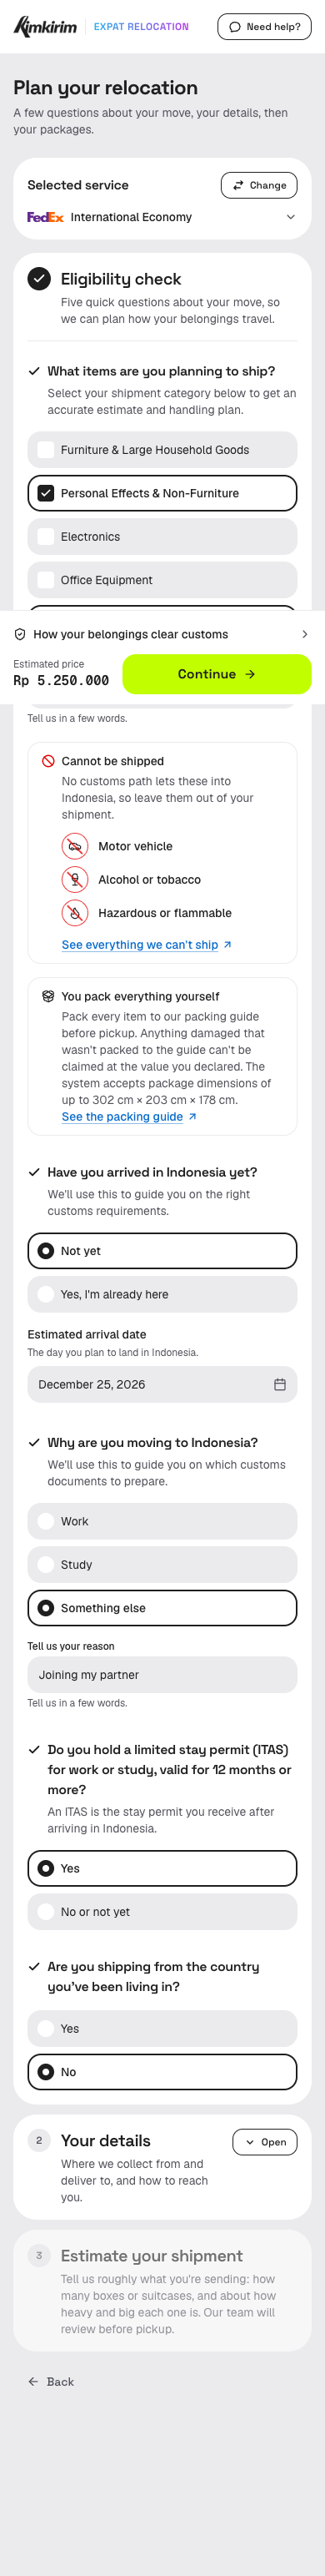 Kirimkirim
EXPAT RELOCATION
Need help?
Plan your relocation
A few questions about your move, your details, then
your packages.
Selected service
Change
FedEx International Economy
Eligibility check
Five quick questions about your move, so
we can plan how your belongings travel.
What items are you planning to ship?
Select your shipment category below to get an
accurate estimate and handling plan.
Furniture & Large Household Goods
Personal Effects & Non-Furniture
Electronics
Office Equipment
How your belongings clear customs
Estimated price
Rp 5.250.000
Continue
Tell us in a few words.
Cannot be shipped
No customs path lets these into
Indonesia, so leave them out of your
shipment.
Motor vehicle
Alcohol or tobacco
Hazardous or flammable
See everything we can't ship
You pack everything yourself
Pack every item to our packing guide
before pickup. Anything damaged that
wasn't packed to the guide can't be
claimed at the value you declared. The
system accepts package dimensions of
up to 302 cm × 203 cm × 178 cm.
See the packing guide
Have you arrived in Indonesia yet?
We'll use this to guide you on the right
customs requirements.
Not yet
Yes, I'm already here
Estimated arrival date
The day you plan to land in Indonesia.
December 25, 2026
Why are you moving to Indonesia?
We'll use this to guide you on which customs
documents to prepare.
Work
Study
Something else
Tell us your reason
Joining my partner
Tell us in a few words.
Do you hold a limited stay permit (ITAS)
for work or study, valid for 12 months or
more?
An ITAS is the stay permit you receive after
arriving in Indonesia.
Yes
No or not yet
Are you shipping from the country
you've been living in?
Yes
No
2
Your details
Open
Where we collect from and
deliver to, and how to reach
you.
3
Estimate your shipment
Tell us roughly what you're sending: how
many boxes or suitcases, and about how
heavy and big each one is. Our team will
review before pickup.
Back